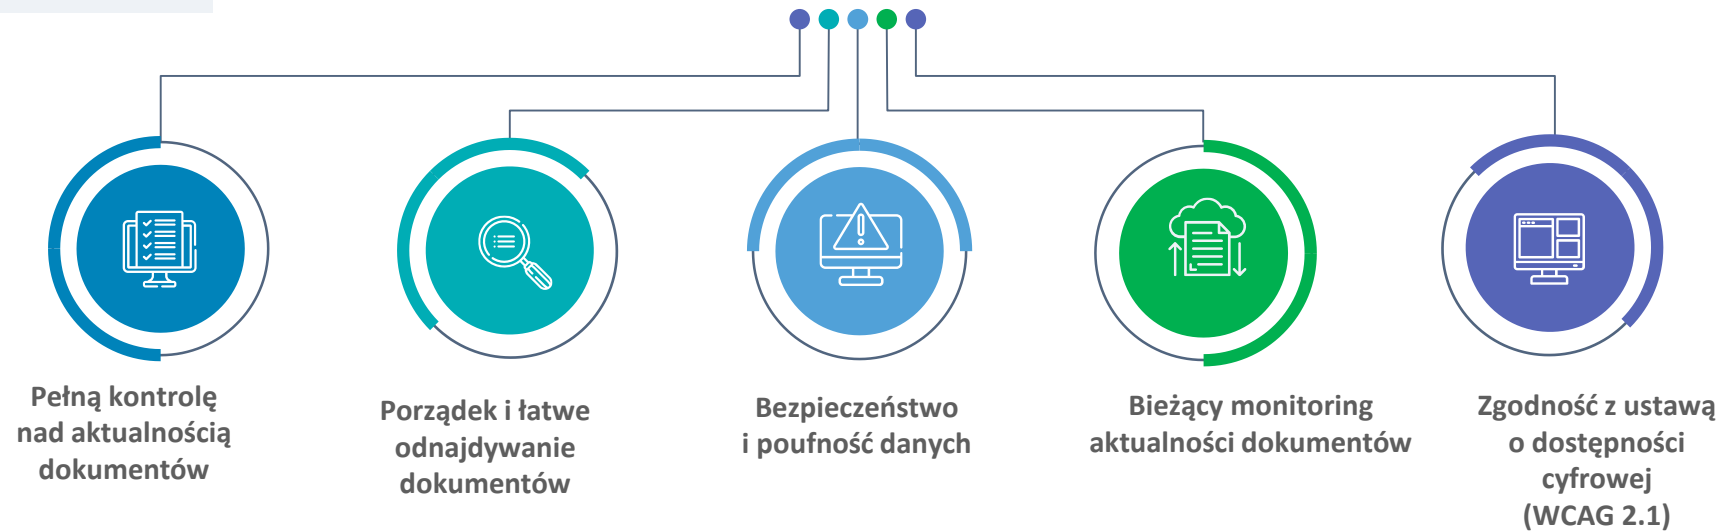 Pełną kontrolę
nad aktualnością
dokumentów
Porządek i łatwe
odnajdywanie
dokumentów
Bezpieczeństwo
i poufność danych
Bieżący monitoring
aktualności dokumentów
Zgodność z ustawą
o dostępności
cyfrowej
(WCAG 2.1)